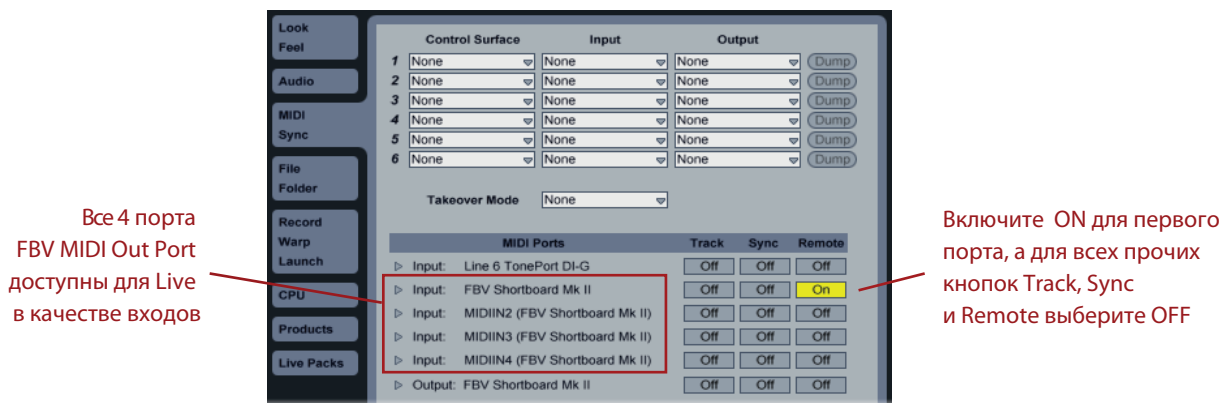 Look
Feel
Audio
MIDI
Sync
File
Folder
Record
Warp
Launch
CPU
Products
Live Packs
Control Surface Input Output
1 None None None Dump
2 None None None Dump
3 None None None Dump
4 None None None Dump
5 None None None Dump
6 None None None Dump
Takeover Mode None
MIDI Ports Track Sync Remote
Input: Line 6 TonePort DI-G Off Off Off
Input: FBV Shortboard Mk II Off Off On
Input: MIDIIN2 (FBV Shortboard Mk II) Off Off Off
Input: MIDIIN3 (FBV Shortboard Mk II) Off Off Off
Input: MIDIIN4 (FBV Shortboard Mk II) Off Off Off
Output: FBV Shortboard Mk II Off Off Off
Все 4 порта
FBV MIDI Out Port
доступны для Live
в качестве входов
Включите ON для первого
порта, а для всех прочих
кнопок Track, Sync
и Remote выберите OFF